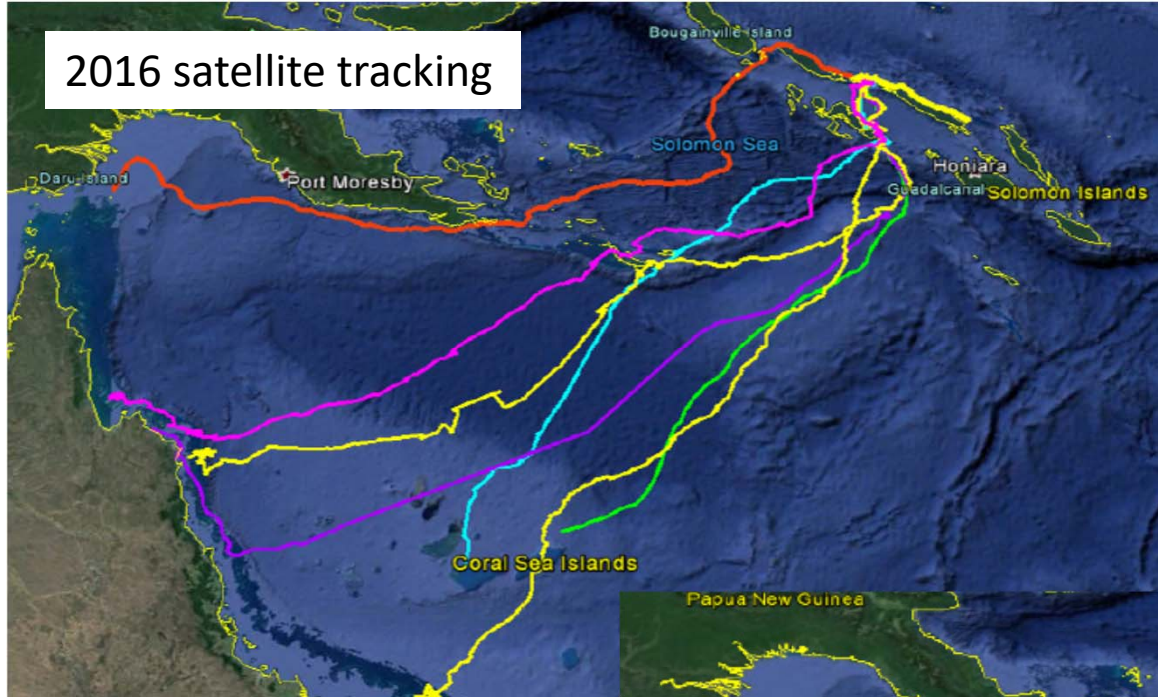 2016 satellite tracking
Bougainville Island
Solomon Sea
Daru Island
Port Moresby
Honiara
Guadalcanal
Solomon Islands
Coral Sea Islands
Papua New Guinea